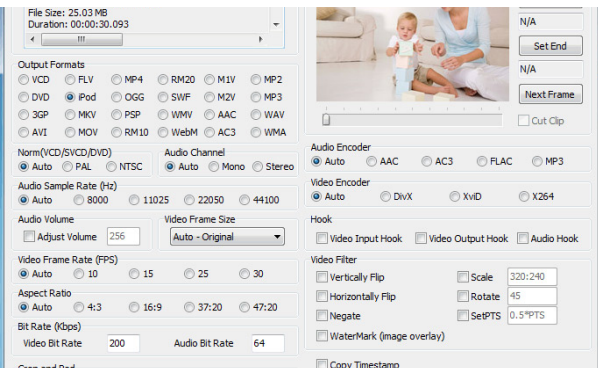 File Size: 25.03 MB
Duration: 00:00:30.093
N/A
Set End
N/A
Next Frame
Cut Clip
Output Formats
VCD FLV MP4 RM20 M1V MP2
DVD iPod OGG SWF M2V MP3
3GP MKV PSP WMV AAC WAV
AVI MOV RM10 WebM AC3 WMA
Norm(VCD/SVCD/DVD)
Auto PAL NTSC
Audio Channel
Auto Mono Stereo
Audio Encoder
Auto AAC AC3 FLAC MP3
Audio Sample Rate (Hz)
Auto 8000 11025 22050 44100
Video Encoder
Auto DivX XviD X264
Audio Volume
Adjust Volume 256
Video Frame Size
Auto - Original
Hook
Video Input Hook Video Output Hook Audio Hook
Video Frame Rate (FPS)
Auto 10 15 25 30
Aspect Ratio
Auto 4:3 16:9 37:20 47:20
Bit Rate (Kbps)
Video Bit Rate 200 Audio Bit Rate 64
Video Filter
Vertically Flip Scale 320:240
Horizontally Flip Rotate 45
Negate SetPTS 0.5*PTS
WaterMark (image overlay)
Crop and Pad
Copy Timestamp